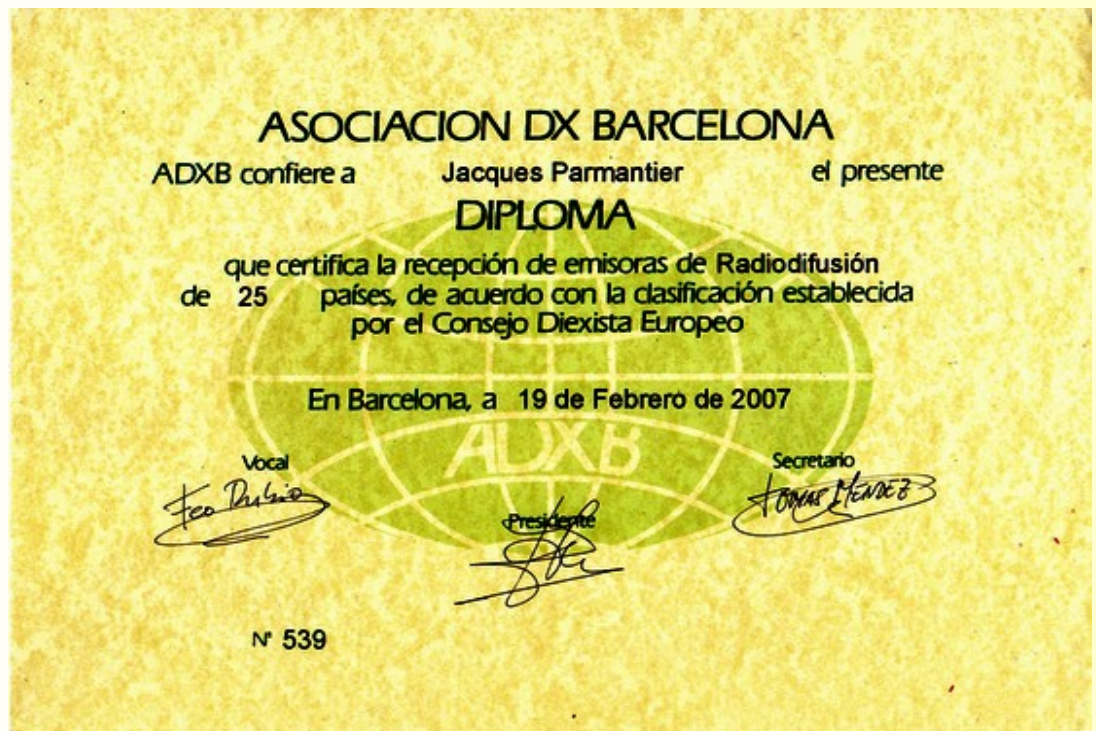 ASOCIACION DX BARCELONA
ADXB confiere a Jacques Parmantier el presente
DIPLOMA
que certifica la recepción de emisoras de Radiodifusión
de 25 países, de acuerdo con la clasificación establecida
por el Consejo Diexista Europeo
En Barcelona, a 19 de Febrero de 2007
ADXB
Vocal
Secretario
Presidente
TOMAS MENDEZ
Nº 539